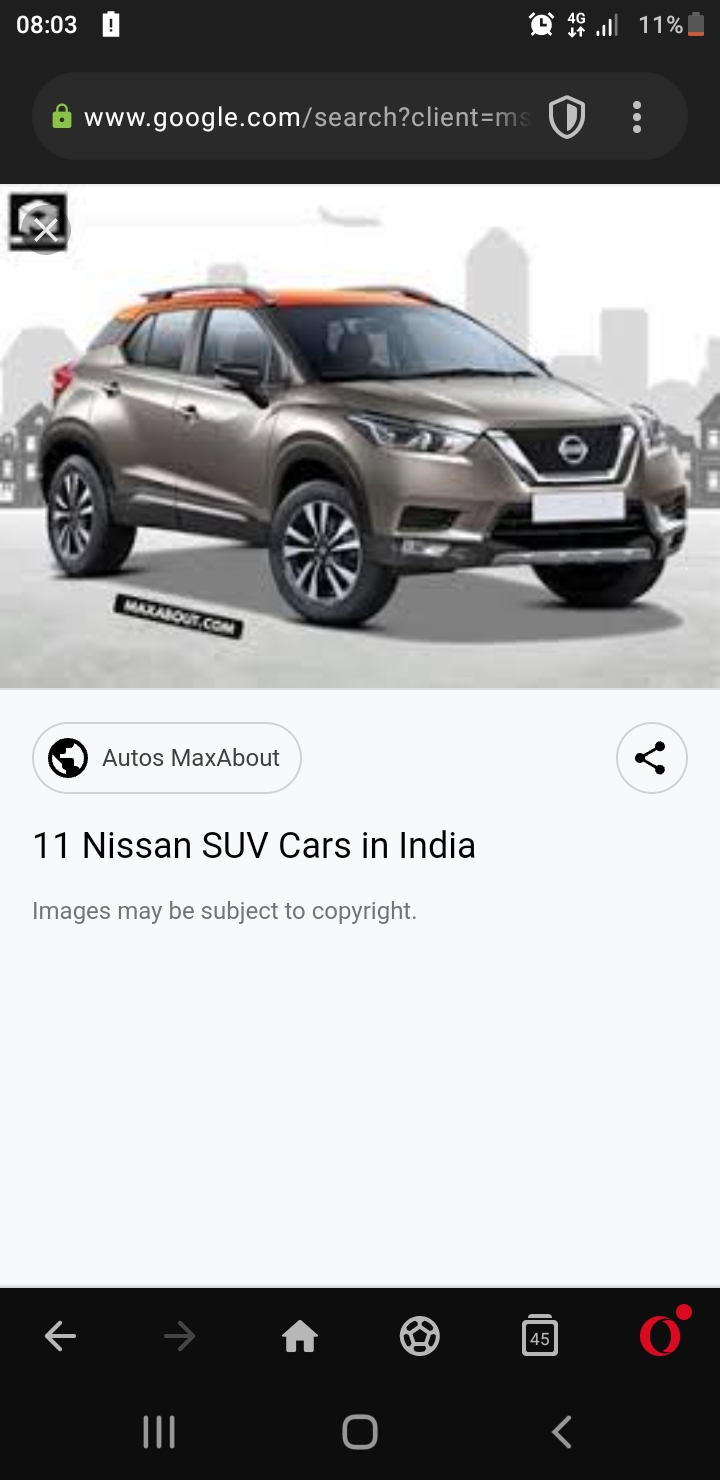 08:03
4G
11%
www.google.com/search?client=ms
MAXABOUT.COM
Autos MaxAbout
11 Nissan SUV Cars in India
Images may be subject to copyright.
45